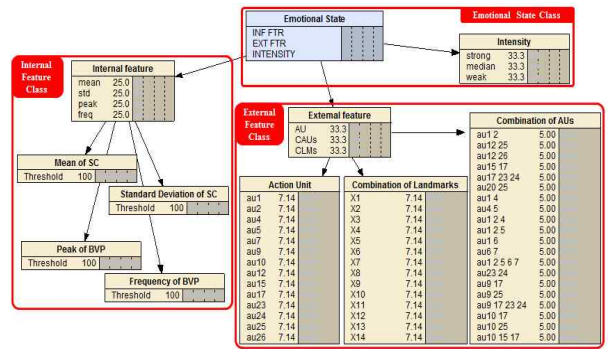 Emotional State
INF FTR
EXT FTR
INTENSITY
Emotional State Class
Intensity
strong 33.3
median 33.3
weak 33.3
Internal
Feature
Class
Internal feature
mean 25.0
std 25.0
peak 25.0
freq 25.0
Mean of SC
Threshold 100
Standard Deviation of SC
Threshold 100
Peak of BVP
Threshold 100
Frequency of BVP
Threshold 100
External
Feature
Class
External feature
AU 33.3
CAUs 33.3
CLMs 33.3
Action Unit
au1 7.14
au2 7.14
au4 7.14
au5 7.14
au7 7.14
au9 7.14
au10 7.14
au12 7.14
au15 7.14
au17 7.14
au23 7.14
au24 7.14
au25 7.14
au26 7.14
Combination of Landmarks
X1 7.14
X2 7.14
X3 7.14
X4 7.14
X5 7.14
X6 7.14
X7 7.14
X8 7.14
X9 7.14
X10 7.14
X11 7.14
X12 7.14
X13 7.14
X14 7.14
Combination of AUs
au1 2 5.00
au12 25 5.00
au12 26 5.00
au15 17 5.00
au17 23 24 5.00
au20 25 5.00
au1 4 5.00
au4 5 5.00
au1 2 4 5.00
au1 2 5 5.00
au1 6 5.00
au6 7 5.00
au1 2 5 6 7 5.00
au23 24 5.00
au9 17 5.00
au9 25 5.00
au9 17 23 24 5.00
au10 17 5.00
au10 25 5.00
au10 15 17 5.00